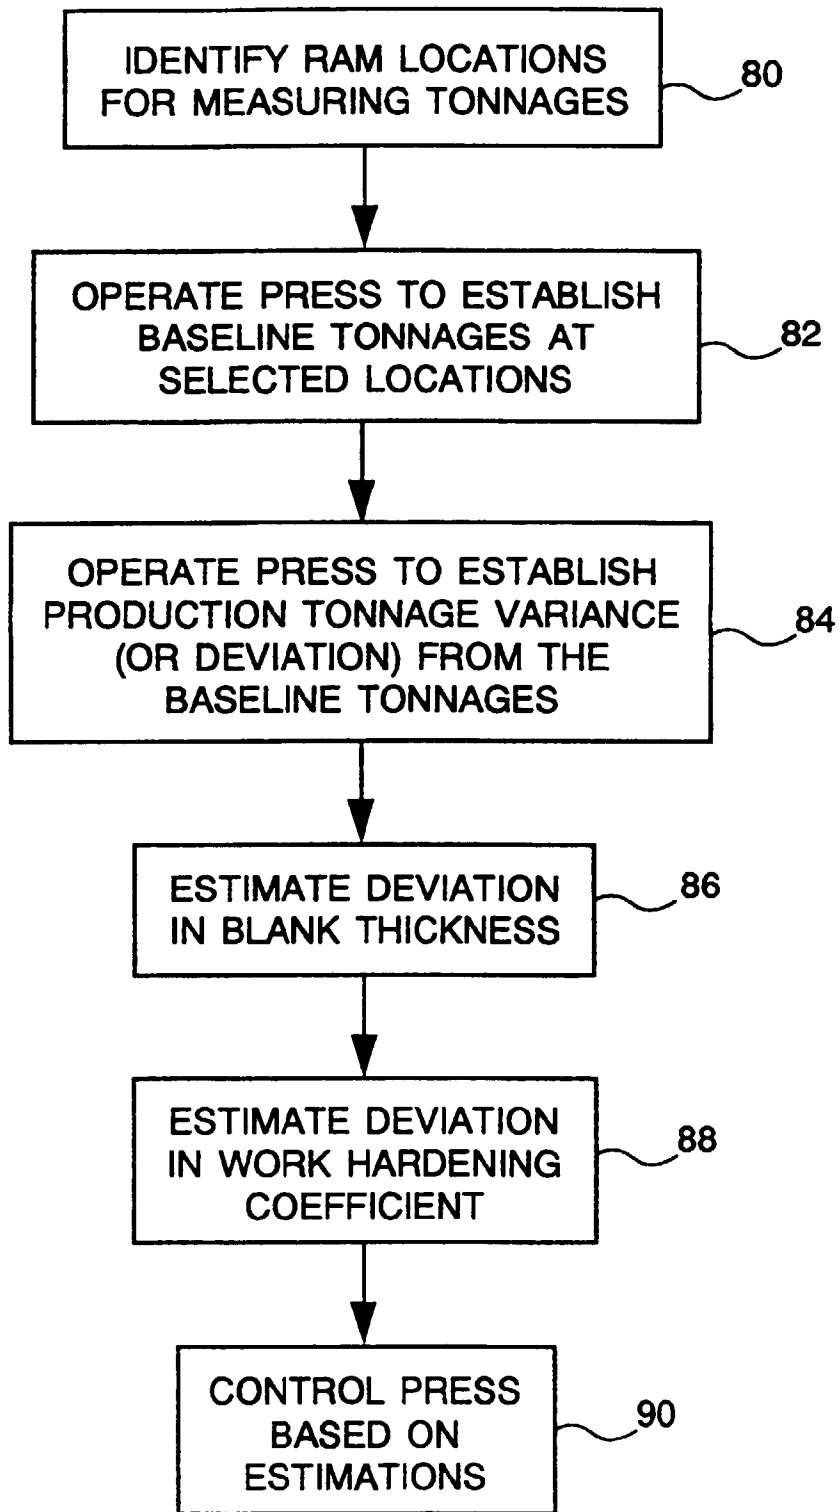 IDENTIFY RAM LOCATIONS
FOR MEASURING TONNAGES
80
OPERATE PRESS TO ESTABLISH
BASELINE TONNAGES AT
SELECTED LOCATIONS
82
OPERATE PRESS TO ESTABLISH
PRODUCTION TONNAGE VARIANCE
(OR DEVIATION) FROM THE
BASELINE TONNAGES
84
ESTIMATE DEVIATION
IN BLANK THICKNESS
86
ESTIMATE DEVIATION
IN WORK HARDENING
COEFFICIENT
88
CONTROL PRESS
BASED ON
ESTIMATIONS
90